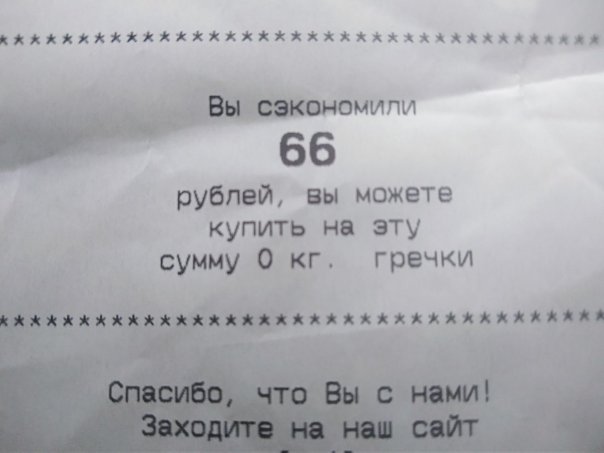 ***************************************
Вы сэкономили
66
рублей, вы можете
купить на эту
сумму 0 кг. гречки
***************************************
Спасибо, что Вы с нами!
Заходите на наш сайт